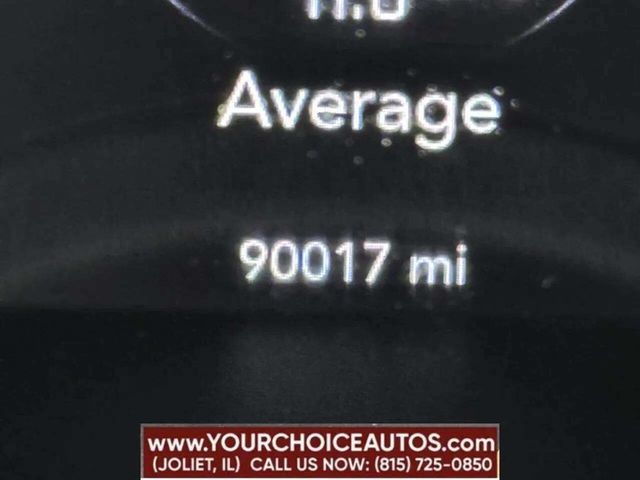 Average
90017 mi
www.YOURCHOICEAUTOS.com
(JOLIET, IL) CALL US NOW: (815) 725-0850